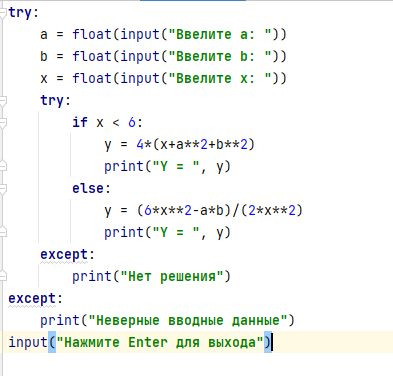 try:
    a = float(input("Ввелите a: "))
    b = float(input("Ввелите b: "))
    x = float(input("Ввелите x: "))
    try:
        if x < 6:
            y = 4*(x+a**2+b**2)
            print("Y = ", y)
        else:
            y = (6*x**2-a*b)/(2*x**2)
            print("Y = ", y)
    except:
        print("Нет решения")
except:
    print("Неверные вводные данные")
input("Нажмите Enter для выхода")